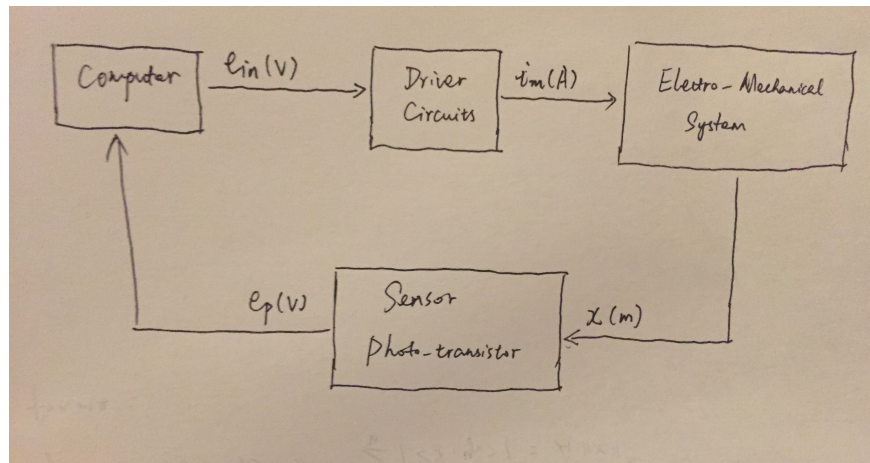 Computer
ein(V)
Driver
Circuits
im(A)
Electro-Mechanical
System
x(m)
Sensor
Photo-transistor
ep(V)